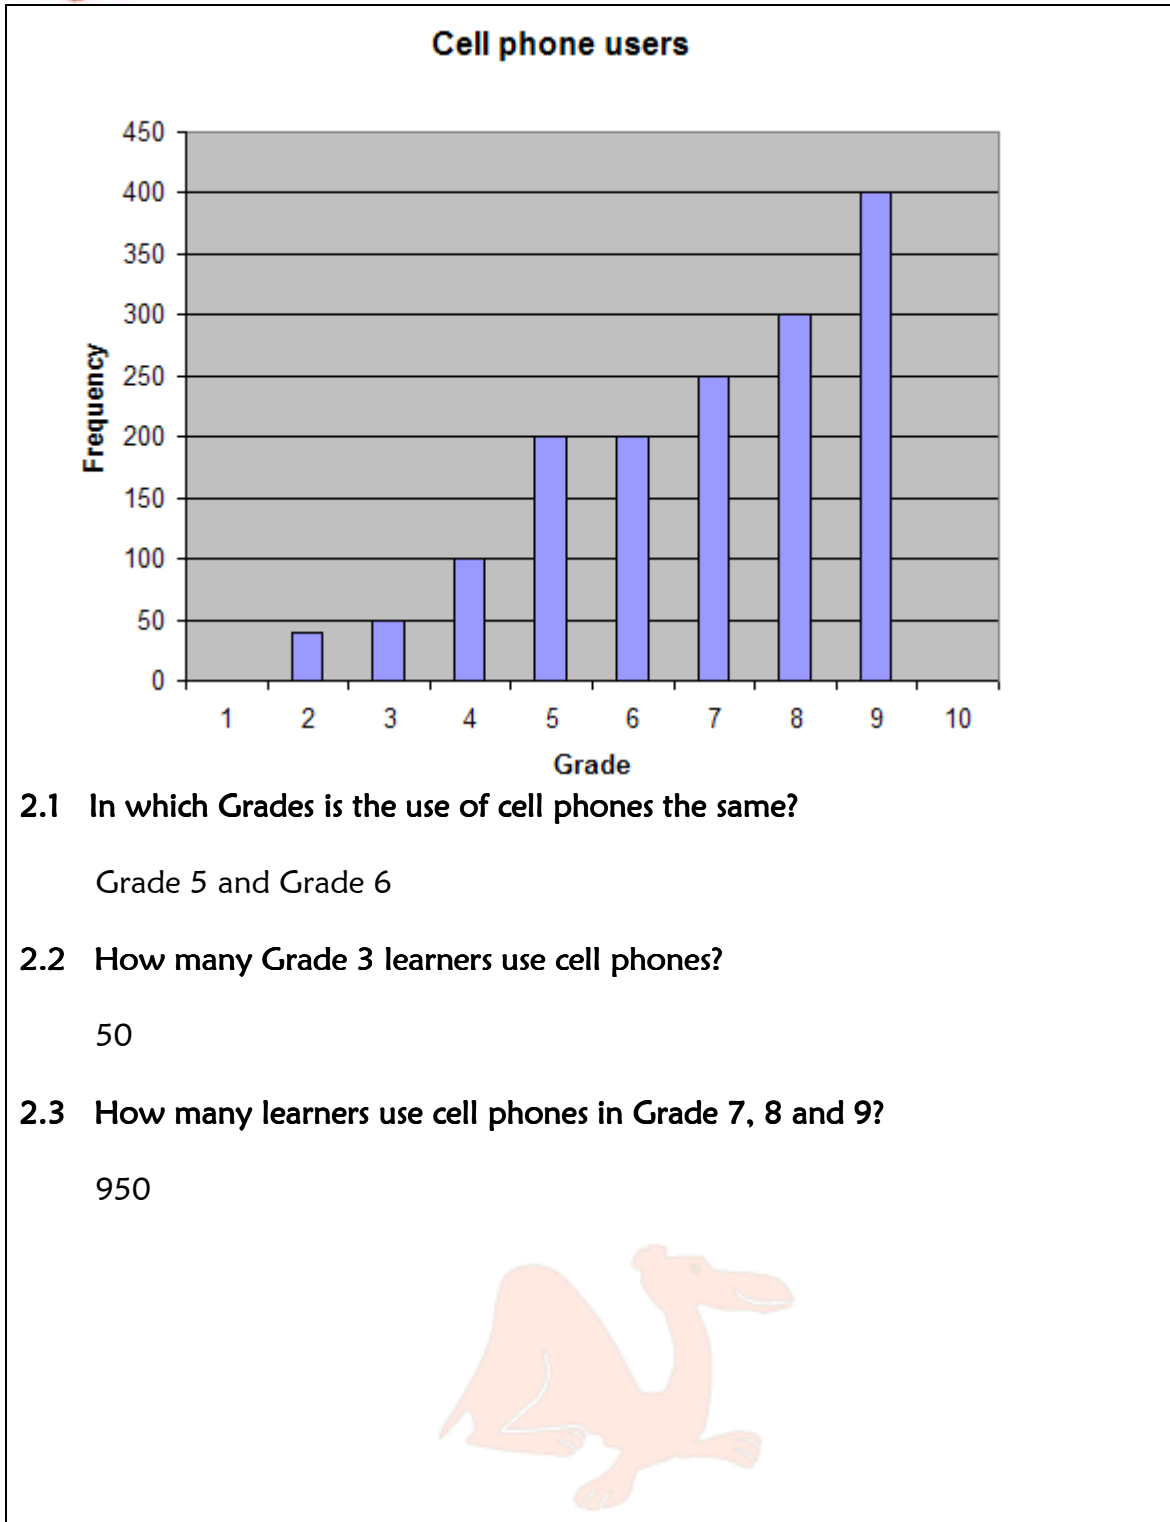 Cell phone users
450
400
350
300
250
200
150
100
50
0
Frequency
1 2 3 4 5 6 7 8 9 10
Grade
2.1 In which Grades is the use of cell phones the same?
Grade 5 and Grade 6
2.2 How many Grade 3 learners use cell phones?
50
2.3 How many learners use cell phones in Grade 7, 8 and 9?
950